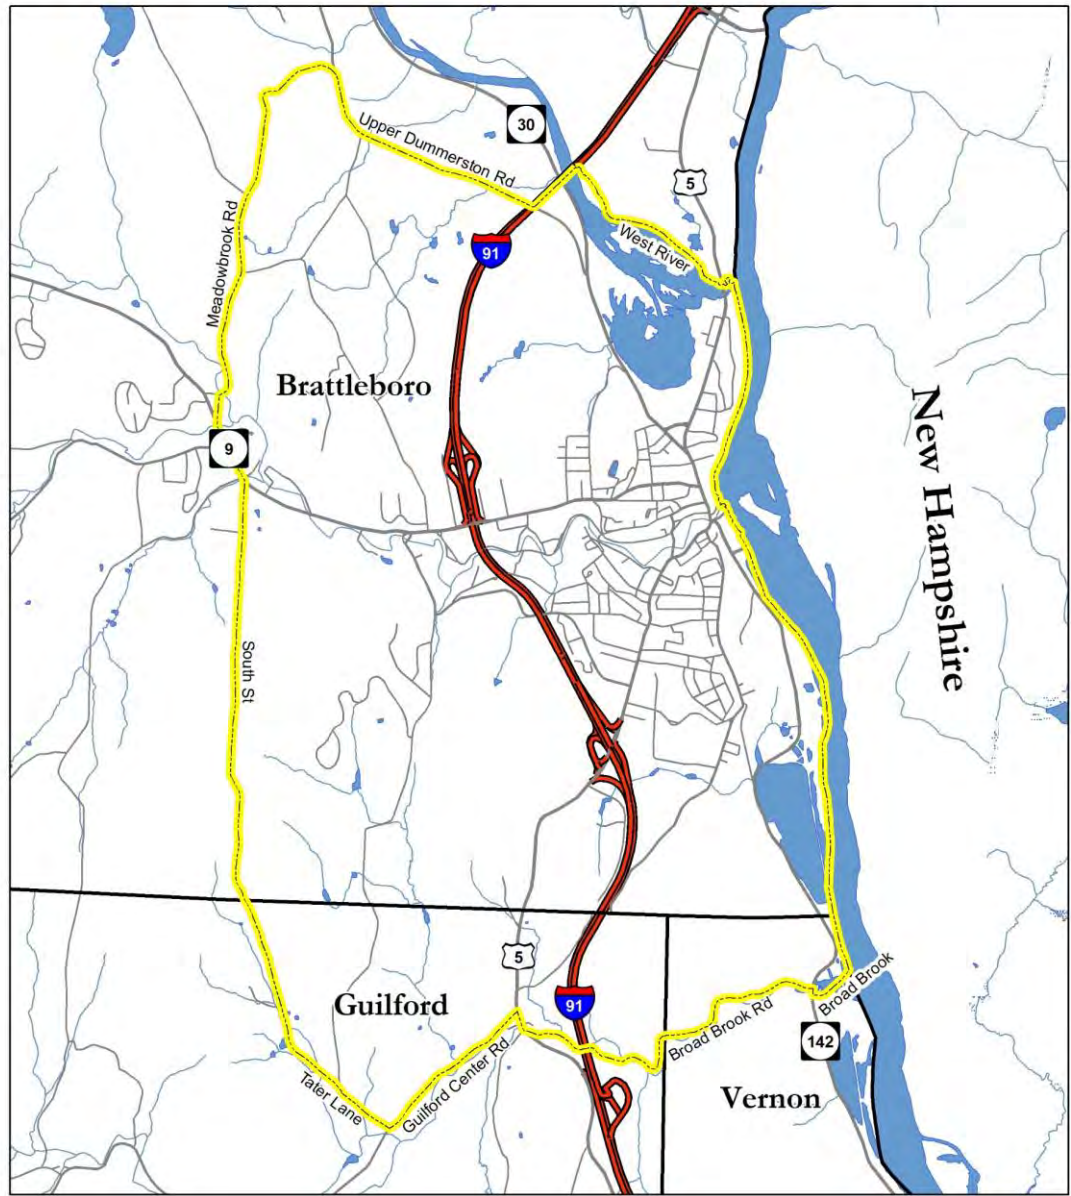 30
Upper Dummerston Rd
5
91
West River
Meadowbrook Rd
Brattleboro
New Hampshire
9
South St
5
91
Guilford
Broad Brook
Broad Brook Rd
142
Guilford Center Rd
Tater Lane
Vernon